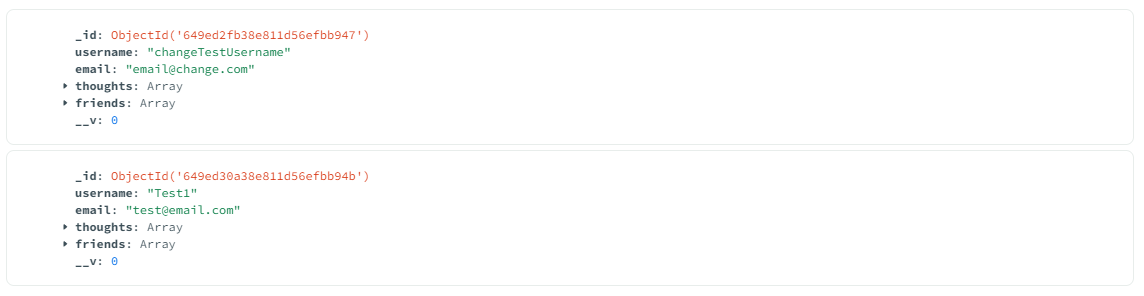 _id: ObjectId('649ed2fb38e811d56efbb947')
username: "changeTestUsername"
email: "email@change.com"
thoughts: Array
friends: Array
__v: 0
_id: ObjectId('649ed30a38e811d56efbb94b')
username: "Test1"
email: "test@email.com"
thoughts: Array
friends: Array
__v: 0